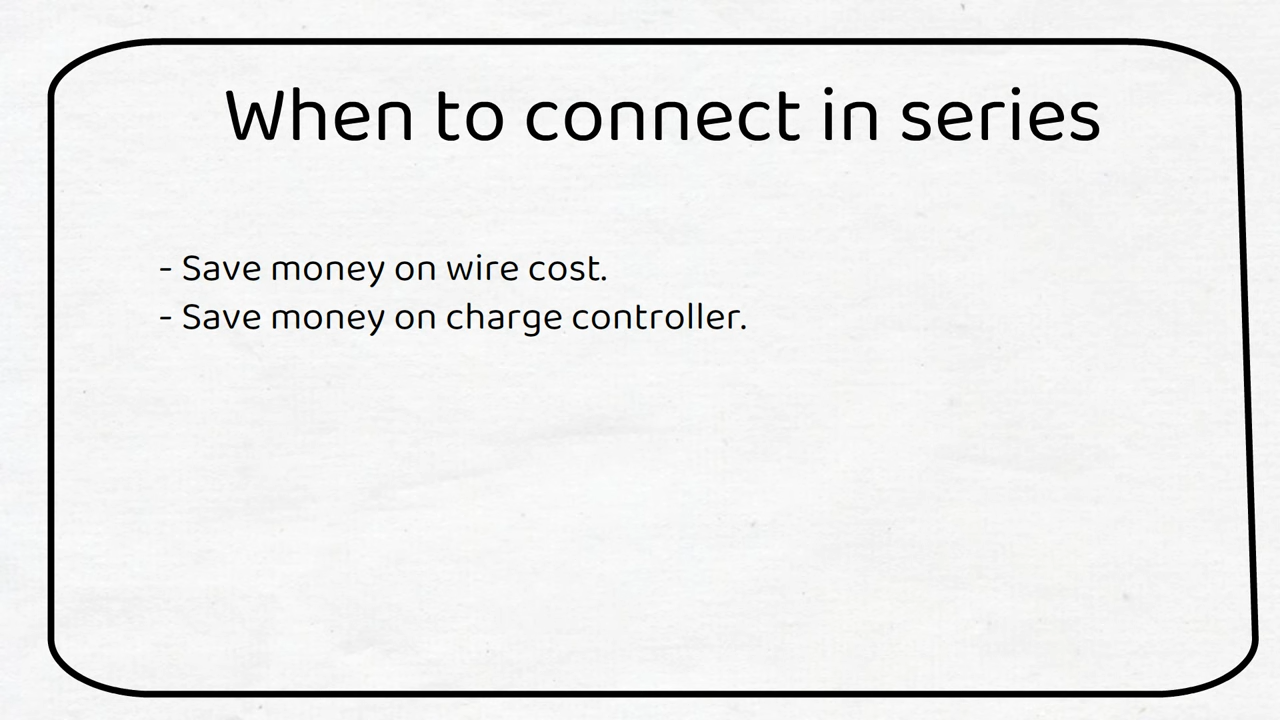 When to connect in series
- Save money on wire cost.
- Save money on charge controller.